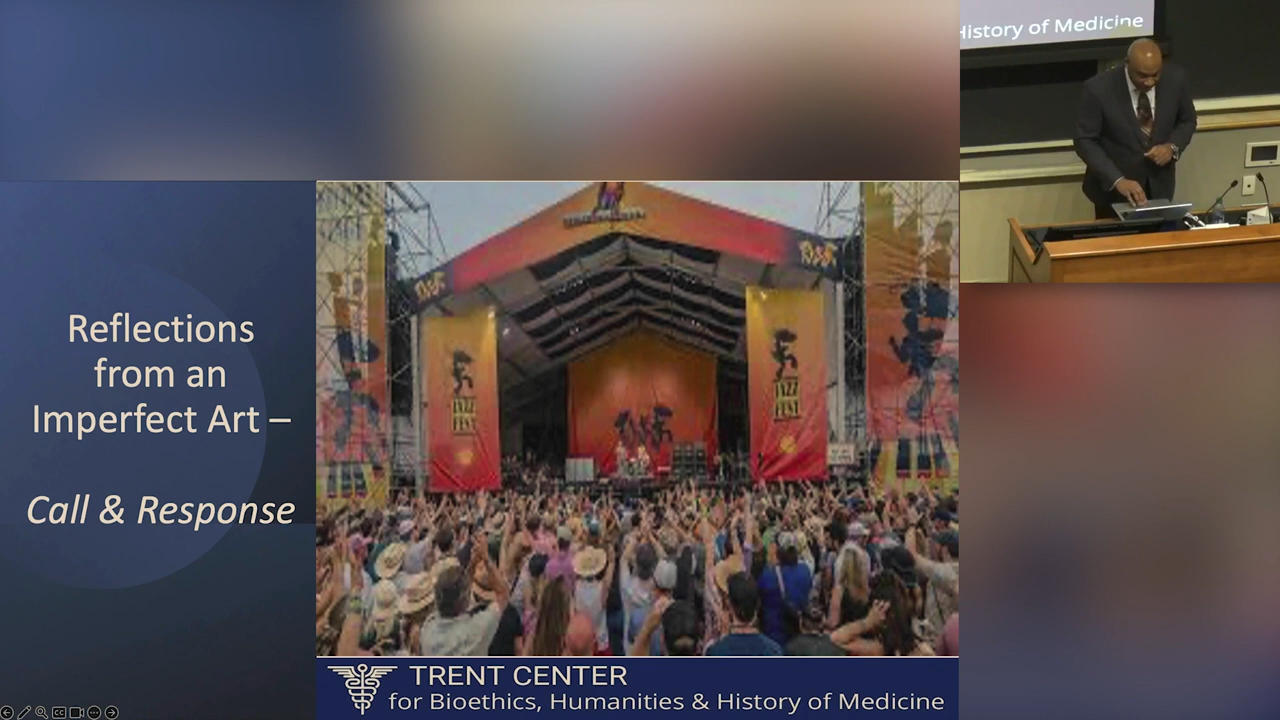 Reflections
from an
Imperfect Art –
Call & Response
JAZZ
FEST
JAZZ
FEST
TRENT CENTER
for Bioethics, Humanities & History of Medicine
History of Medicine